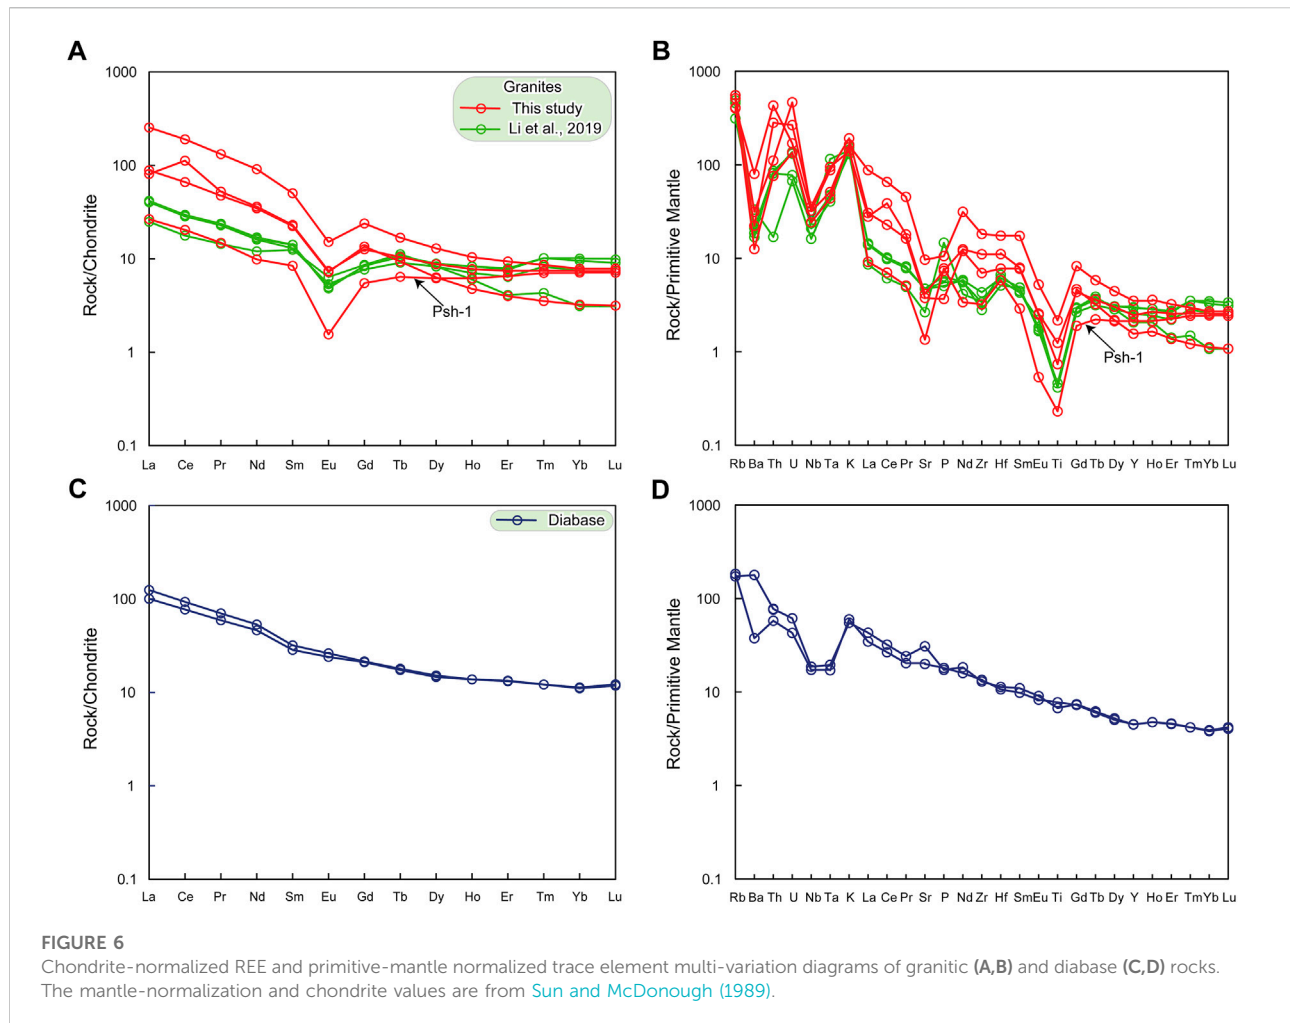 A
B
Rock/Chondrite
1000
100
10
1
0.1
Granites
This study
Li et al., 2019
Psh-1
La Ce Pr Nd Sm Eu Gd Tb Dy Ho Er Tm Yb Lu
Rock/Primitive Mantle
1000
100
10
1
0.1
Psh-1
Rb Ba Th U Nb Ta K La Ce Pr Sr P Nd Zr Hf Sm Eu Ti Gd Tb Dy Y Ho Er Tm Yb Lu
C
D
Rock/Chondrite
1000
100
10
1
0.1
Diabase
La Ce Pr Nd Sm Eu Gd Tb Dy Ho Er Tm Yb Lu
Rock/Primitive Mantle
1000
100
10
1
0.1
Rb Ba Th U Nb Ta K La Ce Pr Sr P Nd Zr Hf Sm Eu Ti Gd Tb Dy Y Ho Er Tm Yb Lu
FIGURE 6
Chondrite-normalized REE and primitive-mantle normalized trace element multi-variation diagrams of granitic (A,B) and diabase (C,D) rocks.
The mantle-normalization and chondrite values are from Sun and McDonough (1989).